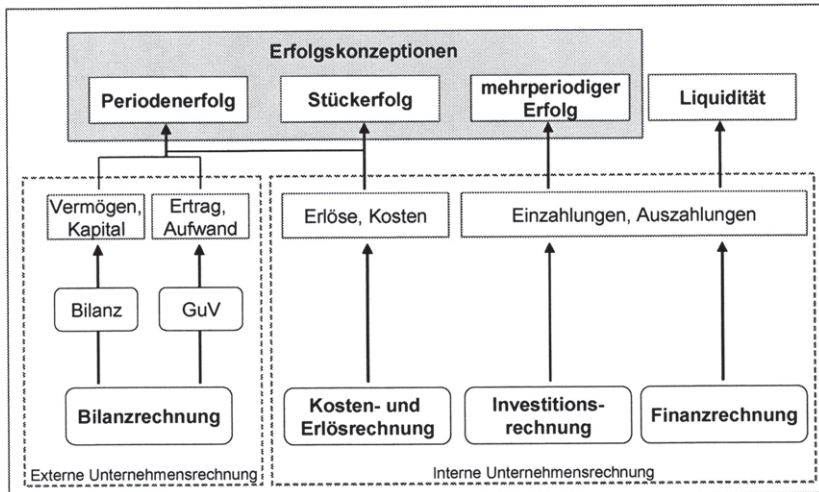 Erfolgskonzeptionen
Periodenerfolg
Stückerfolg
mehrperiodiger
Erfolg
Liquidität
Vermögen,
Kapital
Ertrag,
Aufwand
Erlöse, Kosten
Einzahlungen, Auszahlungen
Bilanz
GuV
Bilanzrechnung
Kosten- und
Erlösrechnung
Investitions-
rechnung
Finanzrechnung
Externe Unternehmensrechnung
Interne Unternehmensrechnung